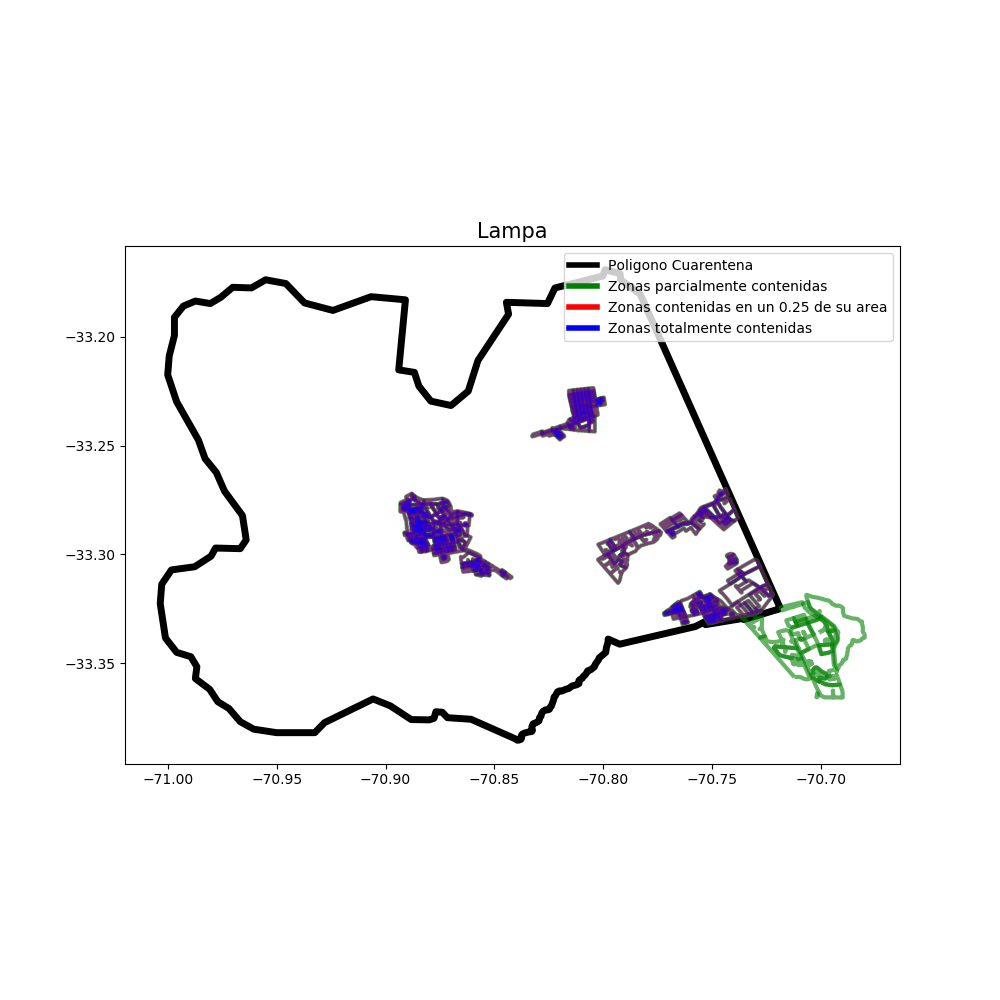 Lampa
Poligono Cuarentena
Zonas parcialmente contenidas
Zonas contenidas en un 0.25 de su area
Zonas totalmente contenidas
−33.20
−33.25
−33.30
−33.35
−71.00 −70.95 −70.90 −70.85 −70.80 −70.75 −70.70